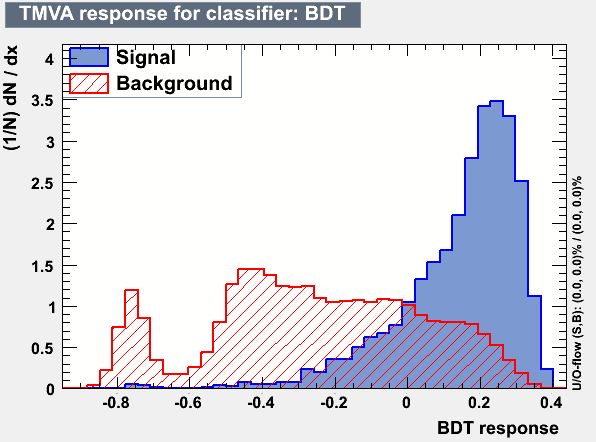 TMVA response for classifier: BDT
(1/N) dN / dx
Signal
Background
4
3.5
3
2.5
2
1.5
1
0.5
0
-0.8
-0.6
-0.4
-0.2
0
0.2
0.4
BDT response
U/O-flow (S,B): (0.0, 0.0)% / (0.0, 0.0)%